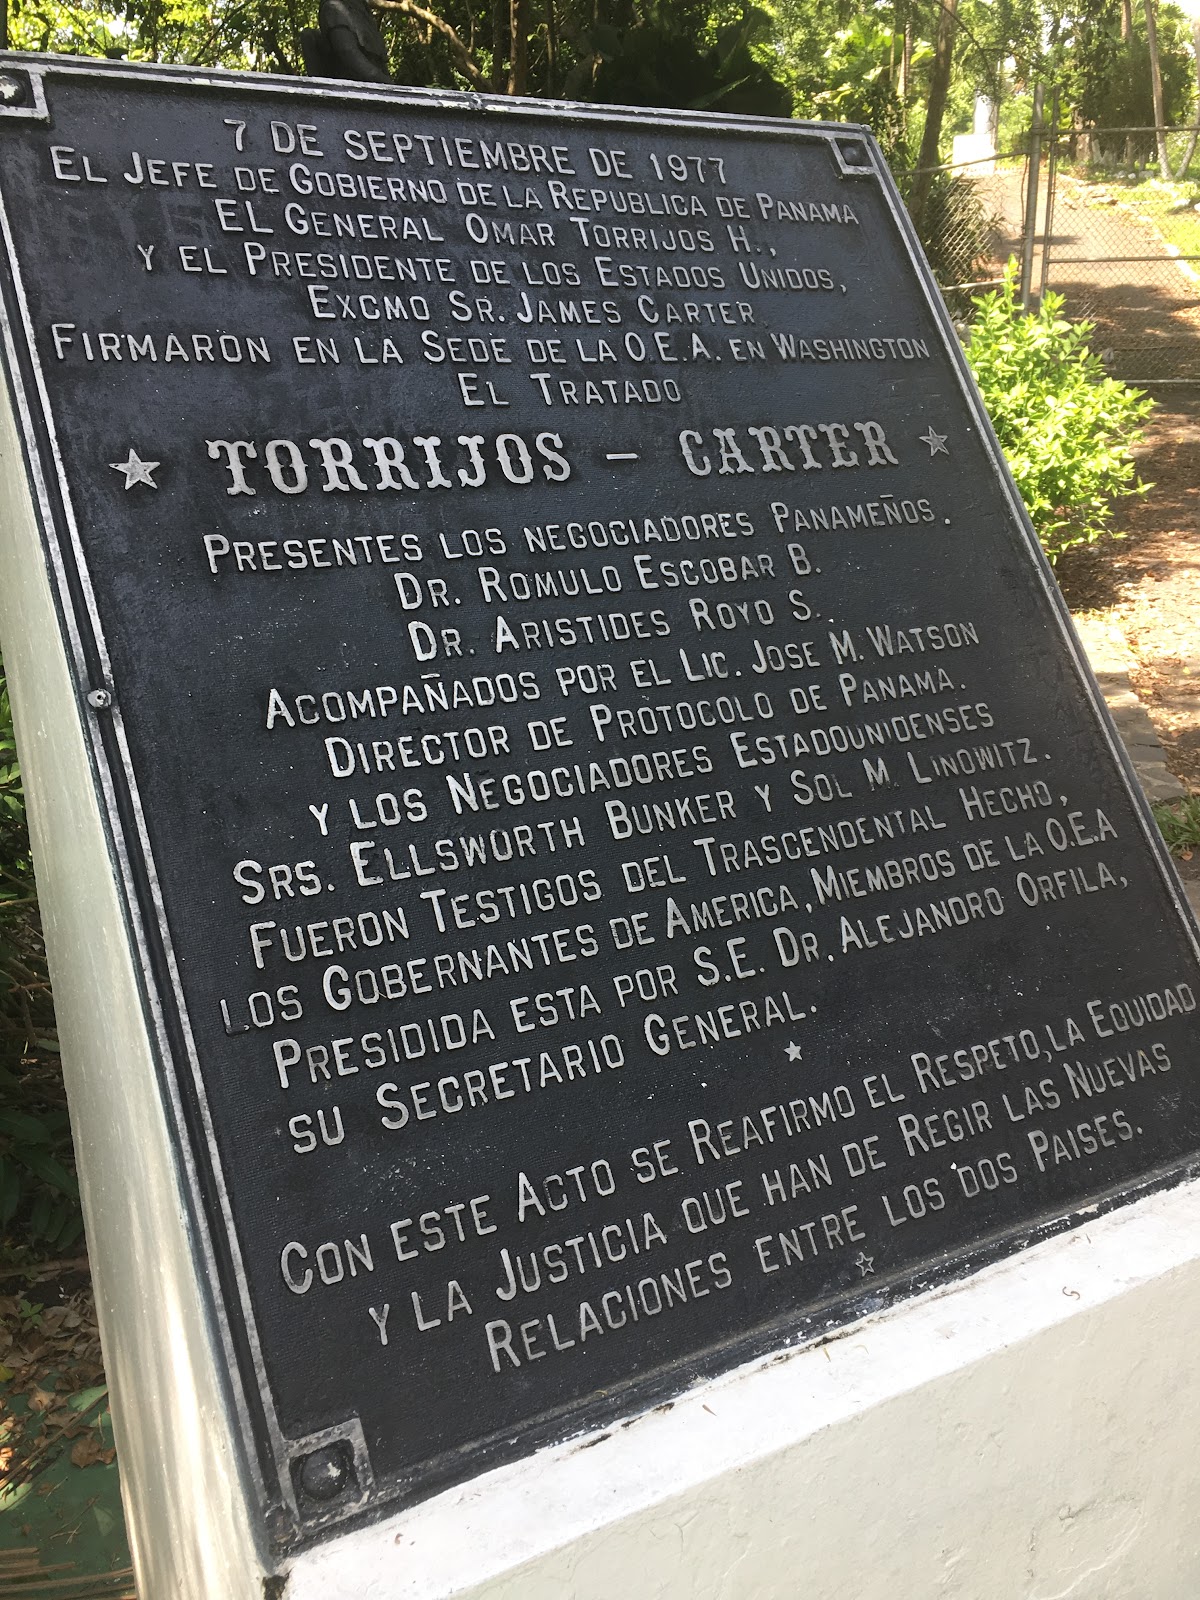 7 DE SEPTIEMBRE DE 1977
EL JEFE DE GOBIERNO DE LA REPUBLICA DE PANAMA
EL GENERAL OMAR TORRIJOS H.,
Y EL PRESIDENTE DE LOS ESTADOS UNIDOS,
EXCMO SR. JAMES CARTER
FIRMARON EN LA SEDE DE LA O.E.A. EN WASHINGTON
EL TRATADO
★ TORRIJOS - CARTER ★
PRESENTES LOS NEGOCIADORES PANAMEÑOS.
DR. ROMULO ESCOBAR B.
DR. ARISTIDES ROYO S.
ACOMPAÑADOS POR EL LIC. JOSE M. WATSON
DIRECTOR DE PROTOCOLO DE PANAMA.
Y LOS NEGOCIADORES ESTADOUNIDENSES
SRS. ELLSWORTH BUNKER Y SOL M. LINOWITZ.
FUERON TESTIGOS DEL TRASCENDENTAL HECHO,
LOS GOBERNANTES DE AMERICA, MIEMBROS DE LA O.E.A
PRESIDIDA ESTA POR S.E. DR. ALEJANDRO ORFILA,
SU SECRETARIO GENERAL.
★
CON ESTE ACTO SE REAFIRMO EL RESPETO, LA EQUIDAD
Y LA JUSTICIA QUE HAN DE REGIR LAS NUEVAS
RELACIONES ENTRE LOS DOS PAISES.
☆